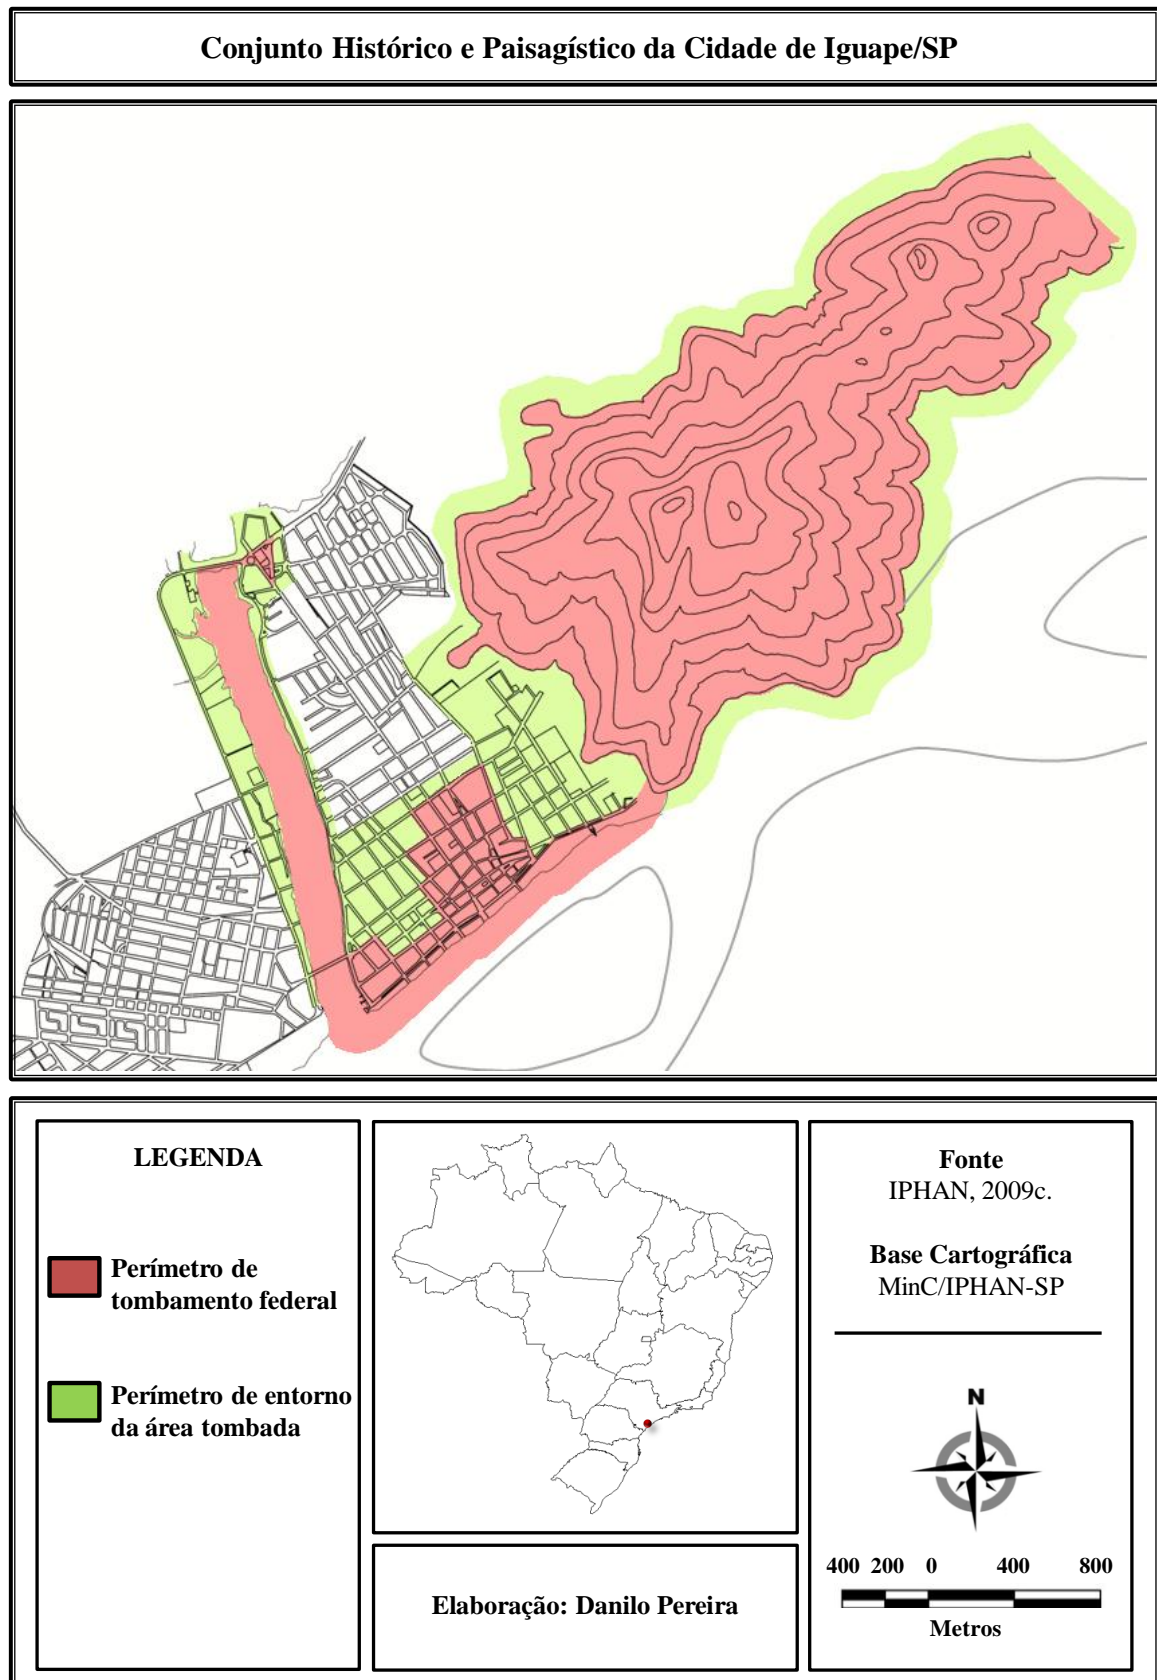 Conjunto Histórico e Paisagístico da Cidade de Iguape/SP
LEGENDA
Perímetro de
tombamento federal
Perímetro de entorno
da área tombada
Elaboração: Danilo Pereira
Fonte
IPHAN, 2009c.
Base Cartográfica
MinC/IPHAN-SP
N
400 200 0 400 800
Metros